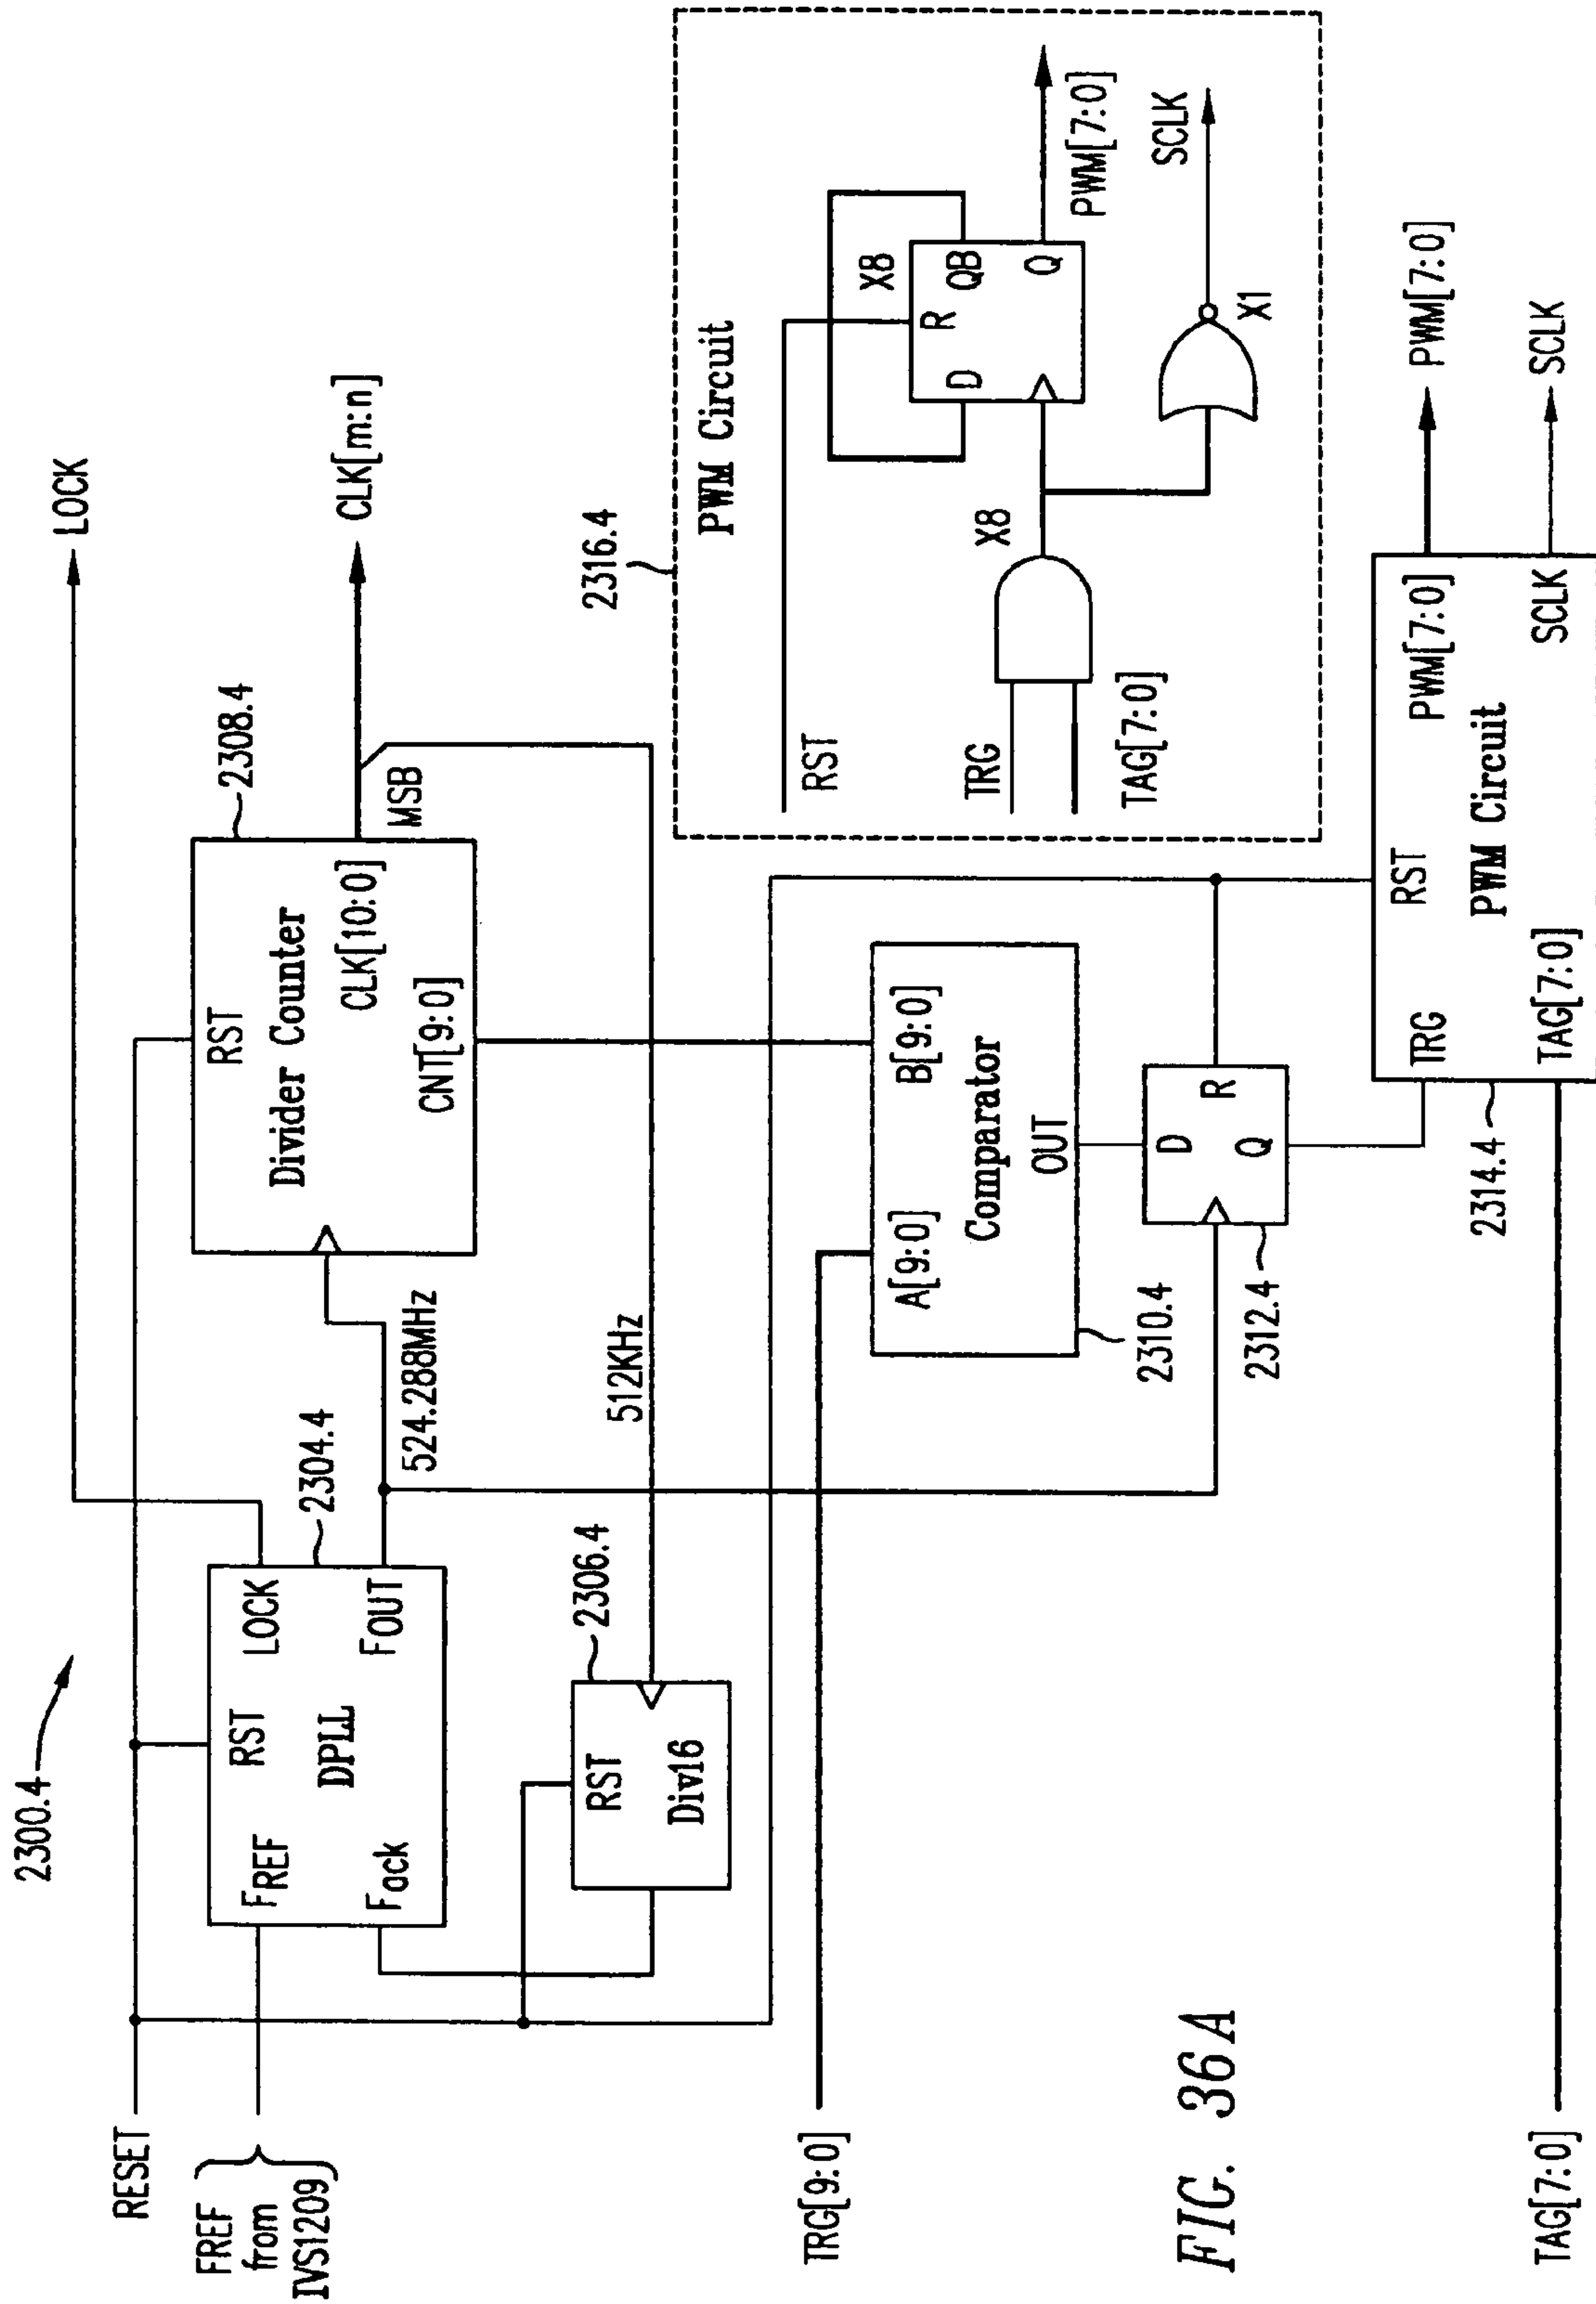 2300.4
LOCK
RESET
FREF
from
IVS1209
FREF
RST
LOCK
DPLL
Fack
FOUT
2304.4
524.288MHz
RST
Divider Counter
CLK[10:0]
CNT[9:0]
2308.4
MSB
CLK[m:n]
RST
Div16
2306.4
512KHz
2316.4
PWM Circuit
RST
TRG
TAG[7:0]
X8
D
R
QB
Q
X8
PWM[7:0]
SCLK
X1
TRG[9:0]
A[9:0]
B[9:0]
Comparator
OUT
2310.4
D
R
Q
2312.4
TRG
RST
PWM[7:0]
PWM Circuit
TAG[7:0]
SCLK
2314.4
PWM[7:0]
SCLK
TAG[7:0]
FIG. 36A